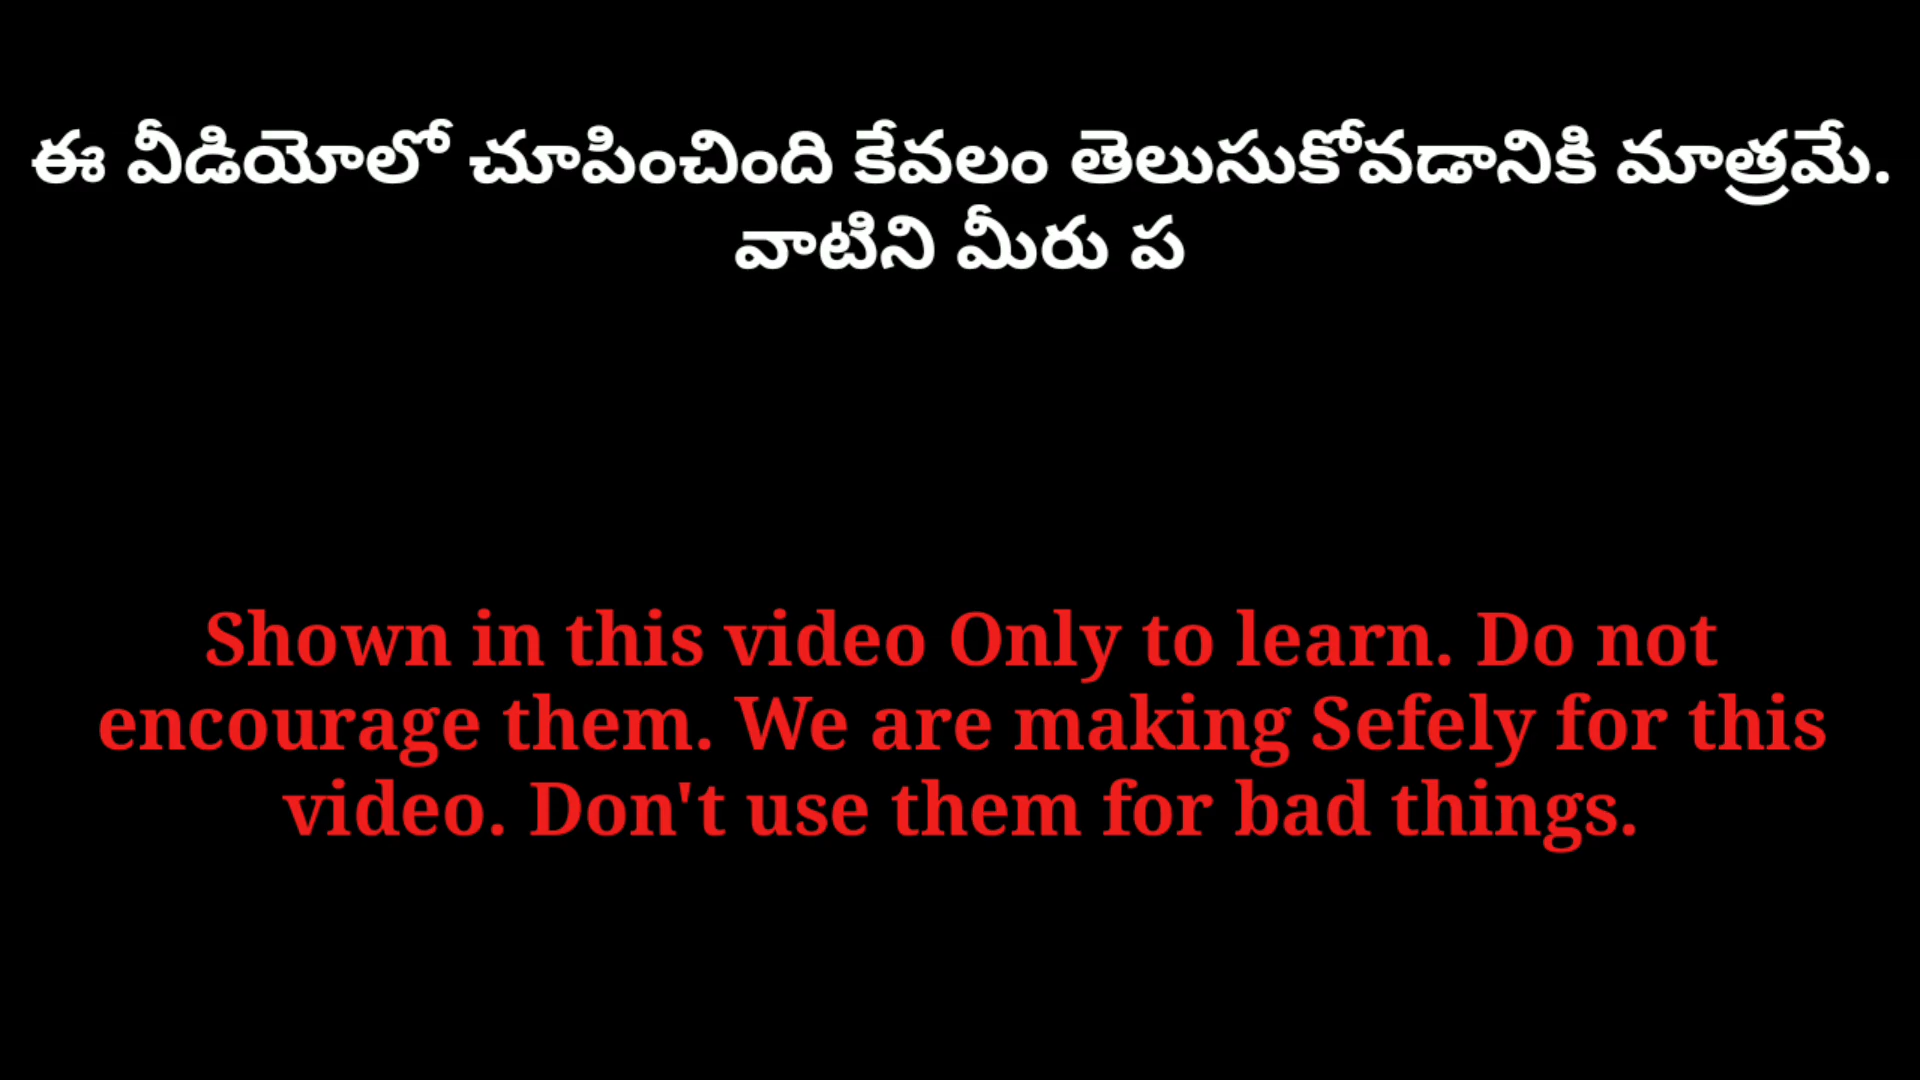 ఈ వీడియోలో చూపించింది కేవలం తెలుసుకోవడానికి మాత్రమే.
వాటిని మీరు ప
Shown in this video Only to learn. Do not
encourage them. We are making Sefely for this
video. Don't use them for bad things.